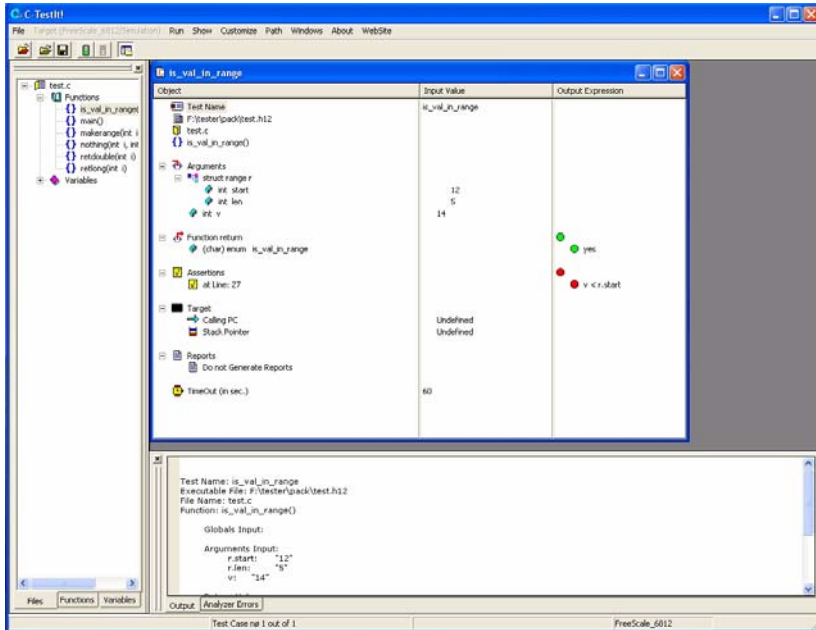 C-TestIt!
File Target (FreeScale_6812/Simulation) Run Show Customize Path Windows About WebSite
test.c
Functions
is_val_in_range(
main()
makerange(int i
nothing(int i, int
retdouble(int i)
retlong(int i)
Variables
Files Functions Variables
is_val_in_range
Object Input Value Output Expression
Test Name is_val_in_range
F:\tester\pack\test.h12
test.c
is_val_in_range()
Arguments
struct range r
int start 12
int len 5
int v 14
Function return
(char) enum is_val_in_range yes
Assertions
at Line: 27 v < r.start
Target
Calling PC Undefined
Stack Pointer Undefined
Reports
Do not Generate Reports
TimeOut (in sec.) 60
Test Name: is_val_in_range
Executable File: F:\tester\pack\test.h12
File Name: test.c
Function: is_val_in_range()
Globals Input:
Arguments Input:
r.start: "12"
r.len: "5"
v: "14"
Output Analyzer Errors
Test Case nø 1 out of 1 FreeScale_6812